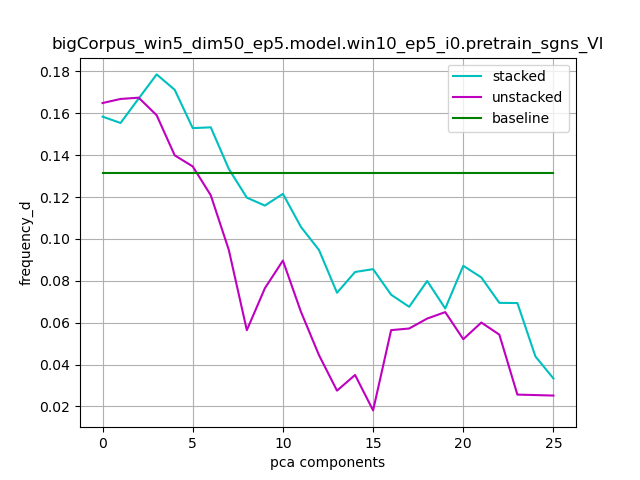 bigCorpus_win5_dim50_ep5.model.win10_ep5_i0.pretrain_sgns_VI
stacked
unstacked
baseline
frequency_d
0.18
0.16
0.14
0.12
0.10
0.08
0.06
0.04
0.02
0 5 10 15 20 25
pca components